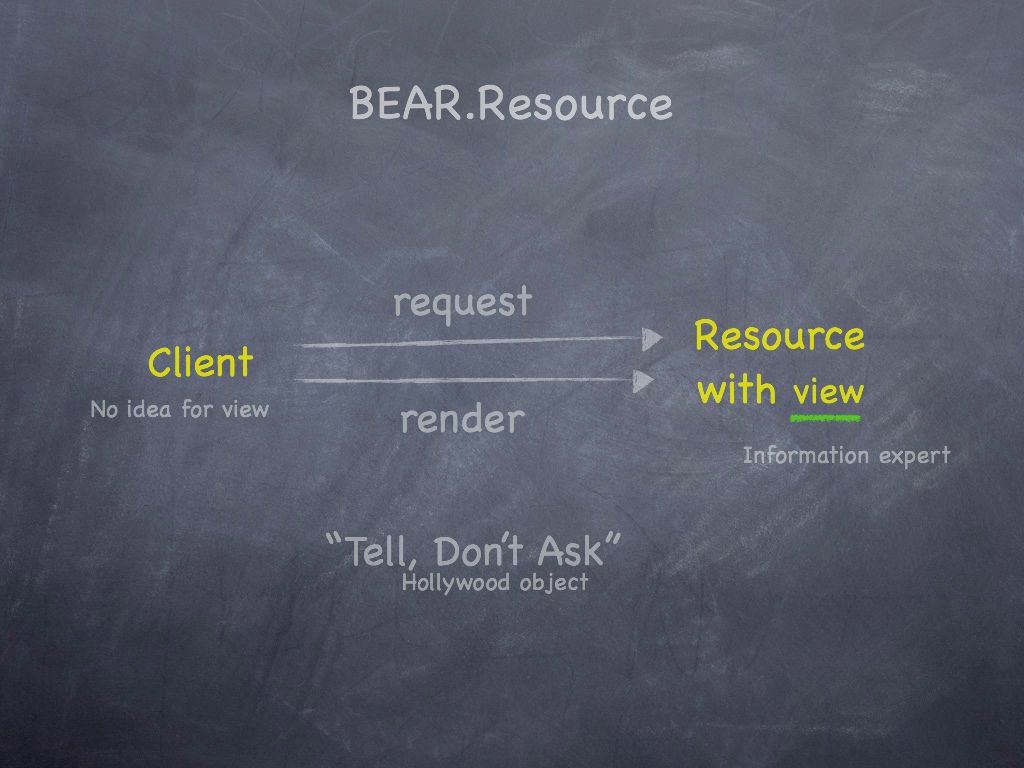 BEAR.Resource
request
Client
No idea for view
render
Resource
with view
Information expert
“Tell, Don’t Ask”
Hollywood object